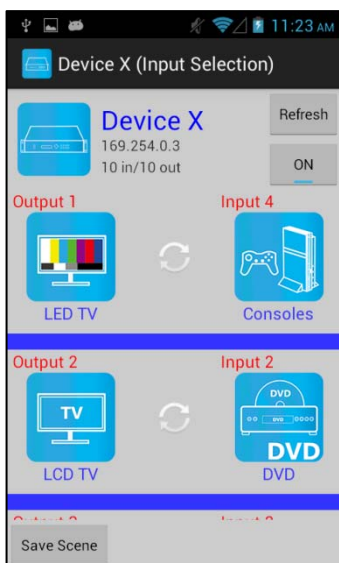 11:23 AM
Device X (Input Selection)
Device X
169.254.0.3
10 in/10 out
Refresh
ON
Output 1
Input 4
LED TV
Consoles
Output 2
Input 2
TV
DVD
DVD
DVD
LCD TV
DVD
Save Scene